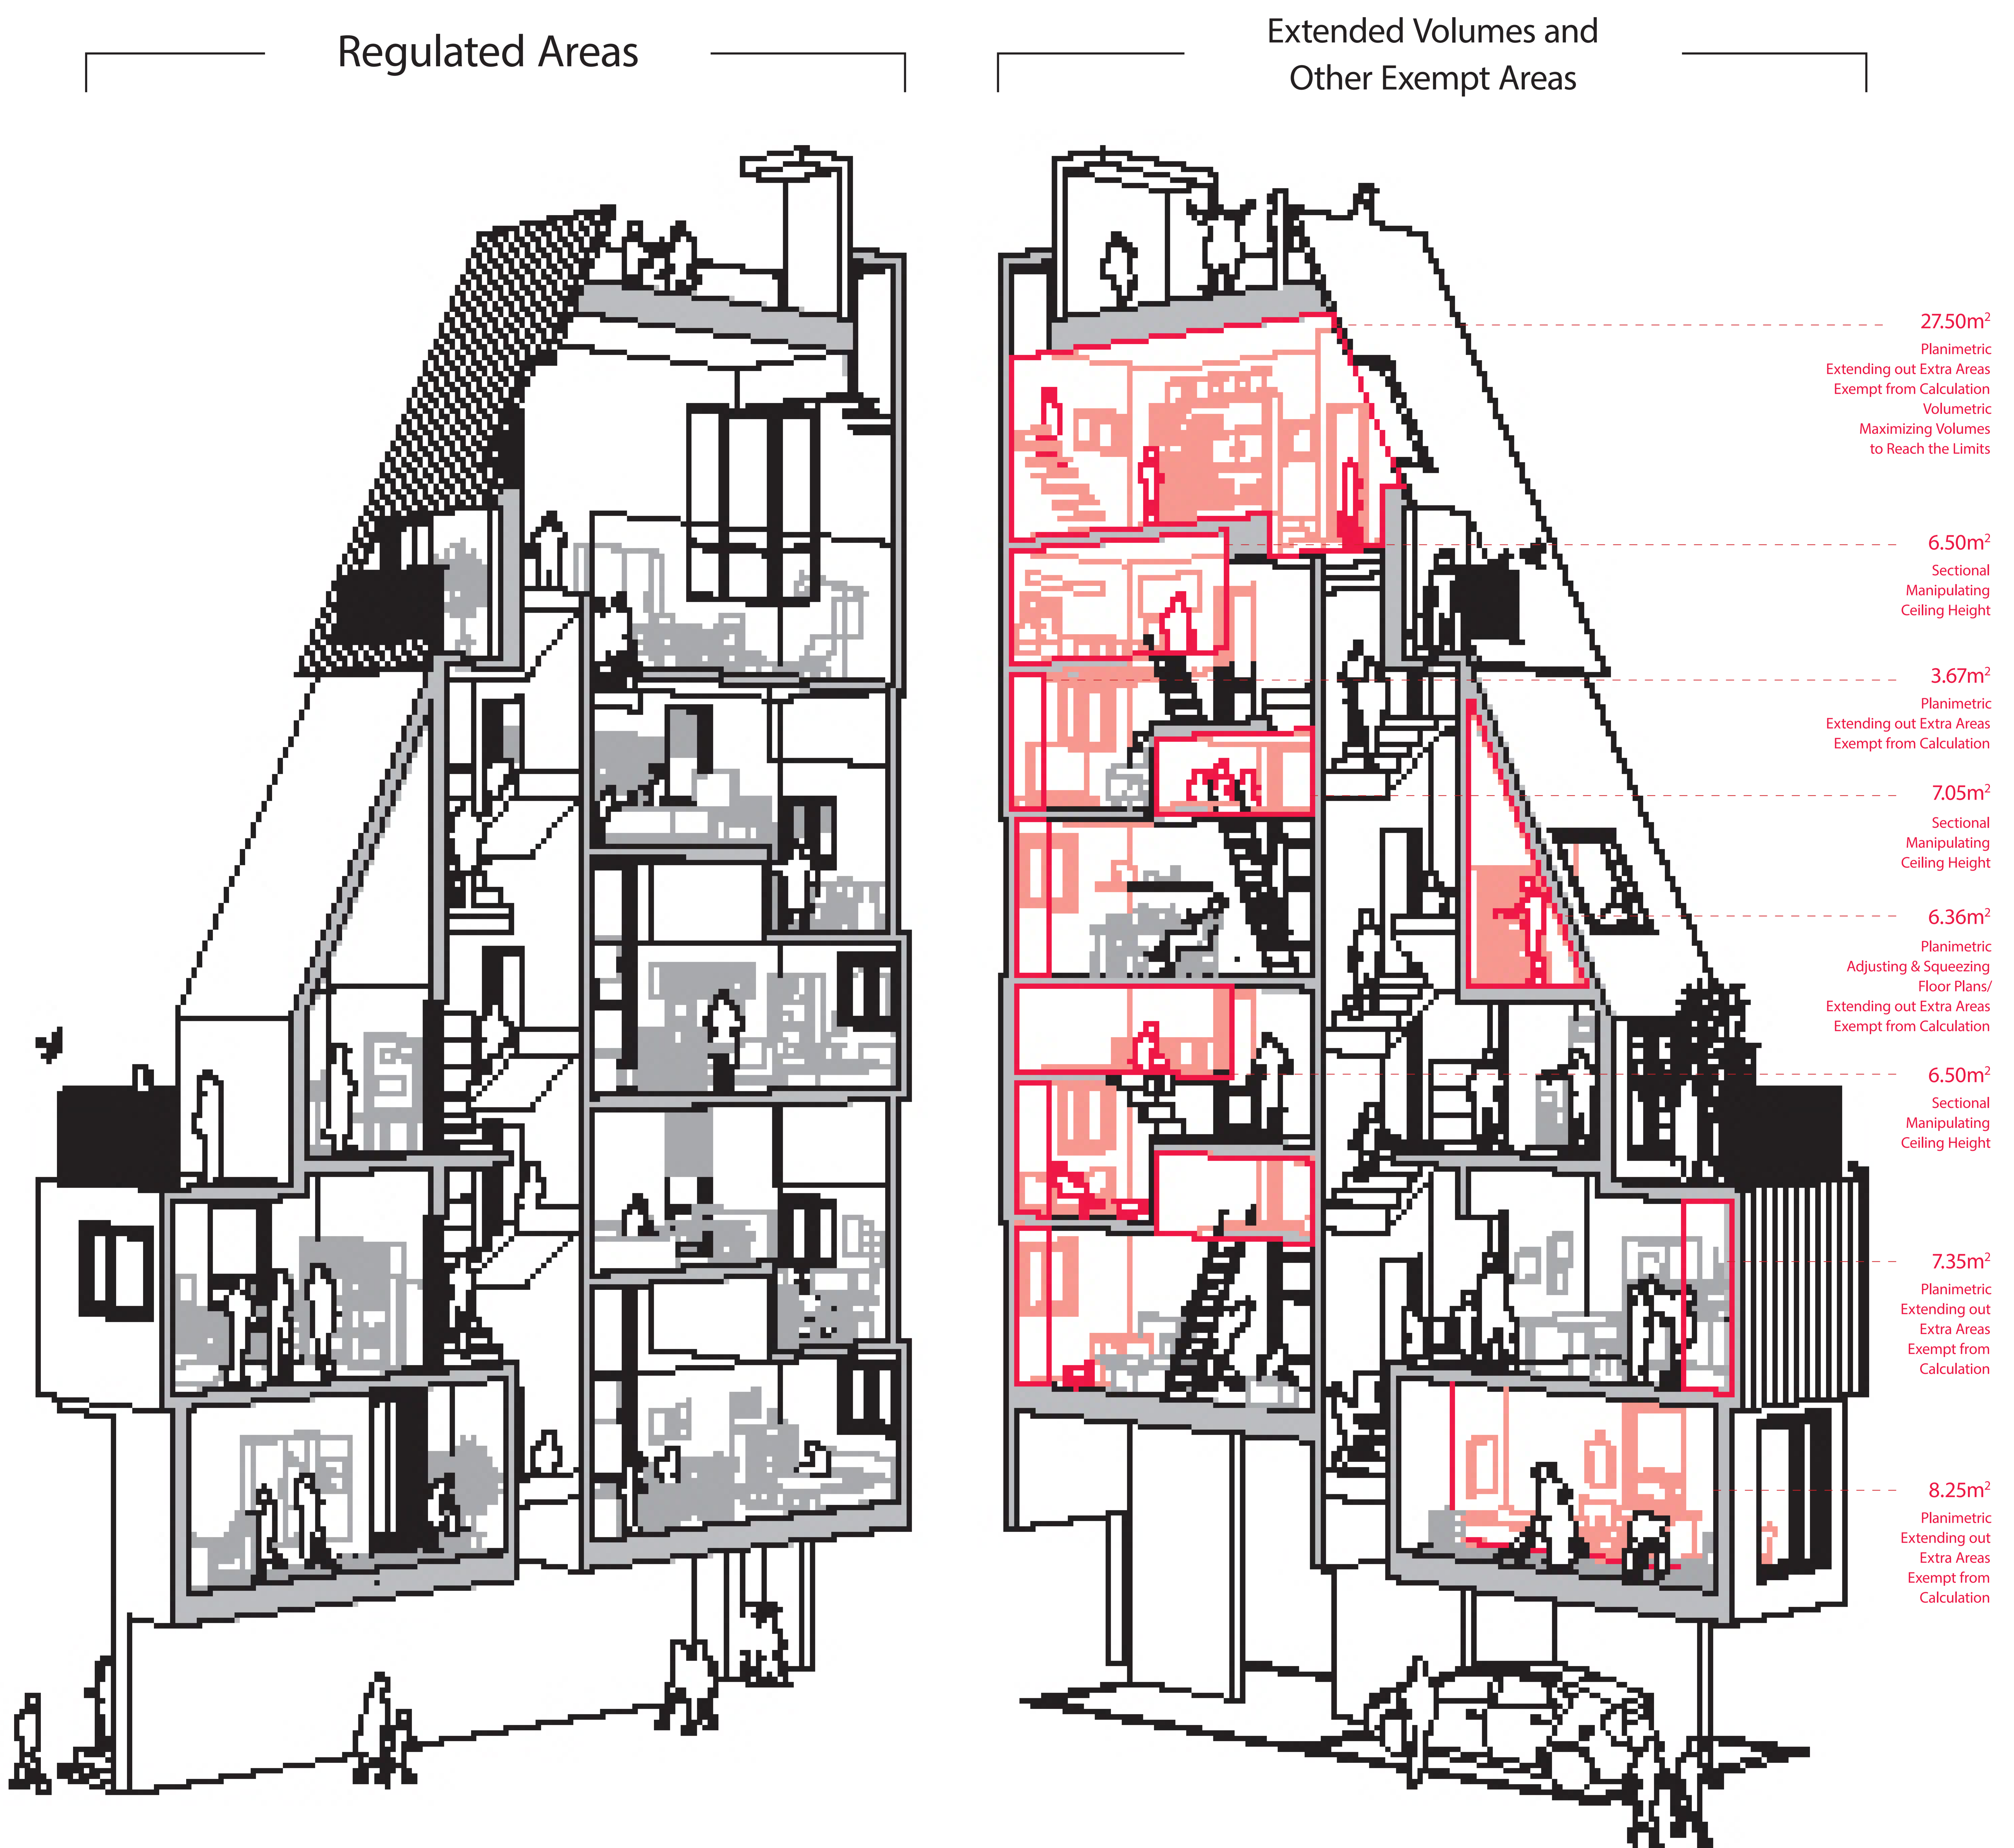 Regulated Areas
Extended Volumes and
Other Exempt Areas
27.50m²
Planimetric
Extending out Extra Areas
Exempt from Calculation
Volumetric
Maximizing Volumes
to Reach the Limits
6.50m²
Sectional
Manipulating
Ceiling Height
3.67m²
Planimetric
Extending out Extra Areas
Exempt from Calculation
7.05m²
Sectional
Manipulating
Ceiling Height
6.36m²
Planimetric
Adjusting & Squeezing
Floor Plans/
Extending out Extra Areas
Exempt from Calculation
6.50m²
Sectional
Manipulating
Ceiling Height
7.35m²
Planimetric
Extending out
Extra Areas
Exempt from
Calculation
8.25m²
Planimetric
Extending out
Extra Areas
Exempt from
Calculation